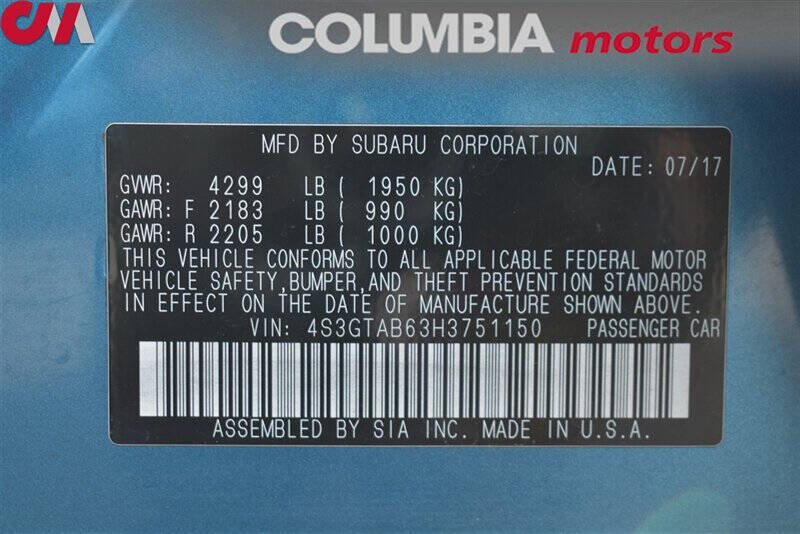 CM
COLUMBIA motors
MFD BY SUBARU CORPORATION
DATE: 07/17
GVWR: 4299 LB ( 1950 KG)
GAWR: F 2183 LB ( 990 KG)
GAWR: R 2205 LB ( 1000 KG)
THIS VEHICLE CONFORMS TO ALL APPLICABLE FEDERAL MOTOR
VEHICLE SAFETY,BUMPER,AND THEFT PREVENTION STANDARDS
IN EFFECT ON THE DATE OF MANUFACTURE SHOWN ABOVE.
VIN: 4S3GTAB63H3751150 PASSENGER CAR
ASSEMBLED BY SIA INC. MADE IN U.S.A.